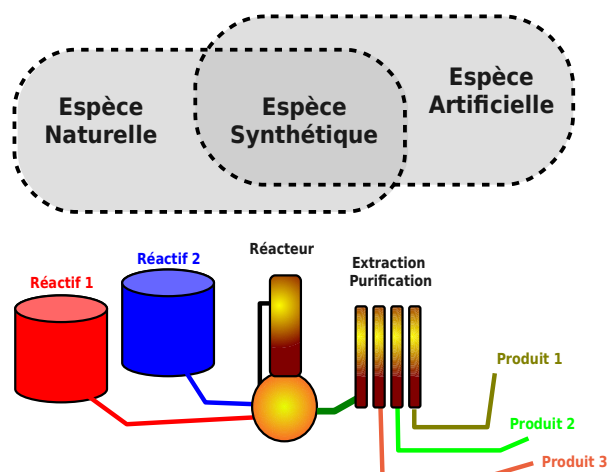 Espèce
Naturelle
Espèce
Synthétique
Espèce
Artificielle
Réactif 1
Réactif 2
Réacteur
Extraction
Purification
Produit 1
Produit 2
Produit 3